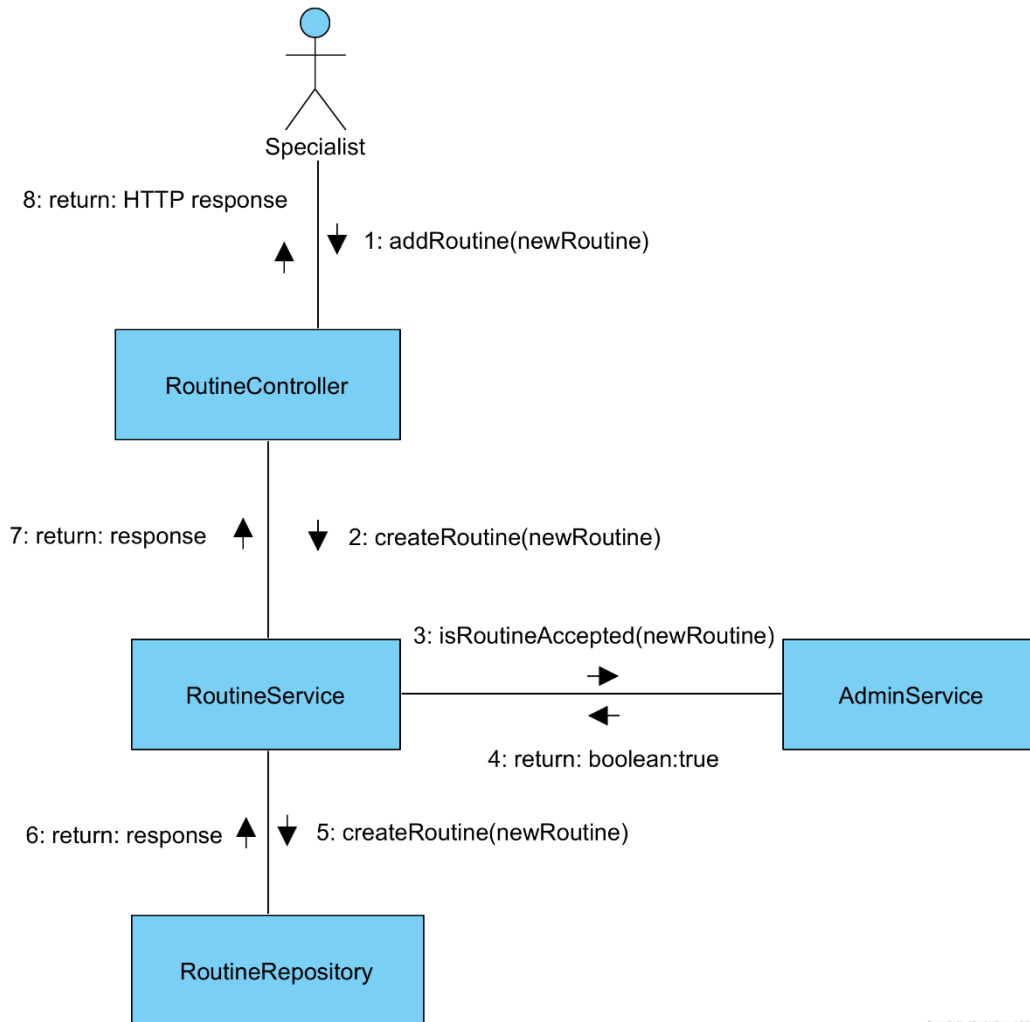 Specialist
8: return: HTTP response
1: addRoutine(newRoutine)
RoutineController
7: return: response
2: createRoutine(newRoutine)
3: isRoutineAccepted(newRoutine)
RoutineService
AdminService
4: return: boolean:true
6: return: response
5: createRoutine(newRoutine)
RoutineRepository